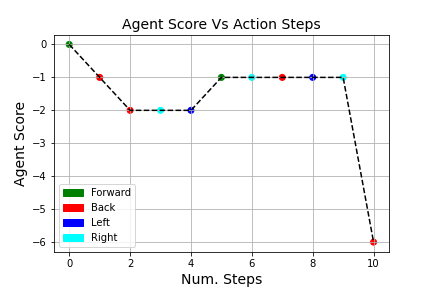 Agent Score Vs Action Steps
Agent Score
0
−1
−2
−3
−4
−5
−6
Forward
Back
Left
Right
0 2 4 6 8 10
Num. Steps